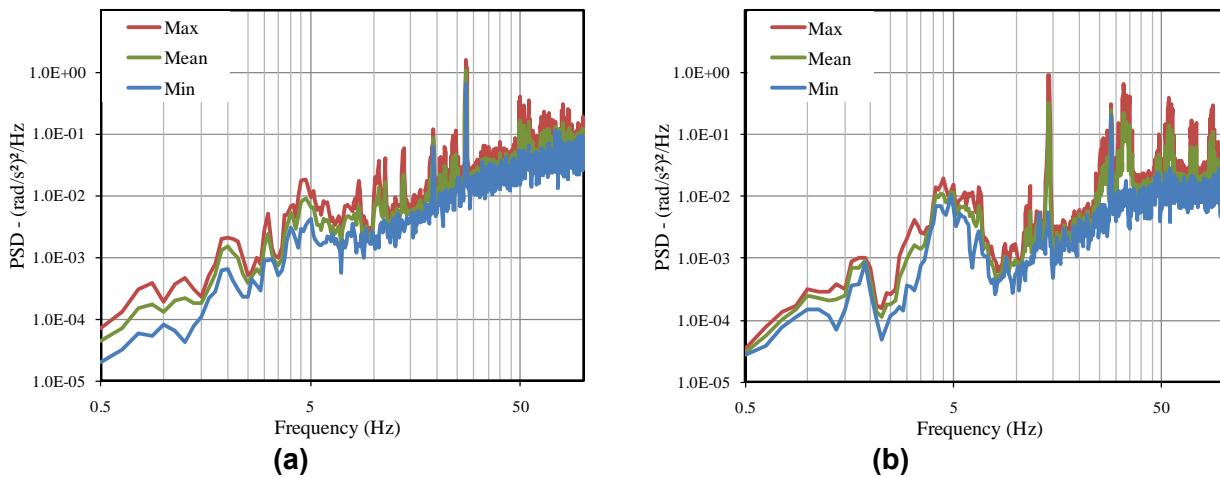 Max
Mean
Min
PSD - (rad/s²)²/Hz
1.0E+00
1.0E-01
1.0E-02
1.0E-03
1.0E-04
1.0E-05
0.5
5
50
Frequency (Hz)
(a)
Max
Mean
Min
PSD - (rad/s²)²/Hz
1.0E+00
1.0E-01
1.0E-02
1.0E-03
1.0E-04
1.0E-05
0.5
5
50
Frequency (Hz)
(b)